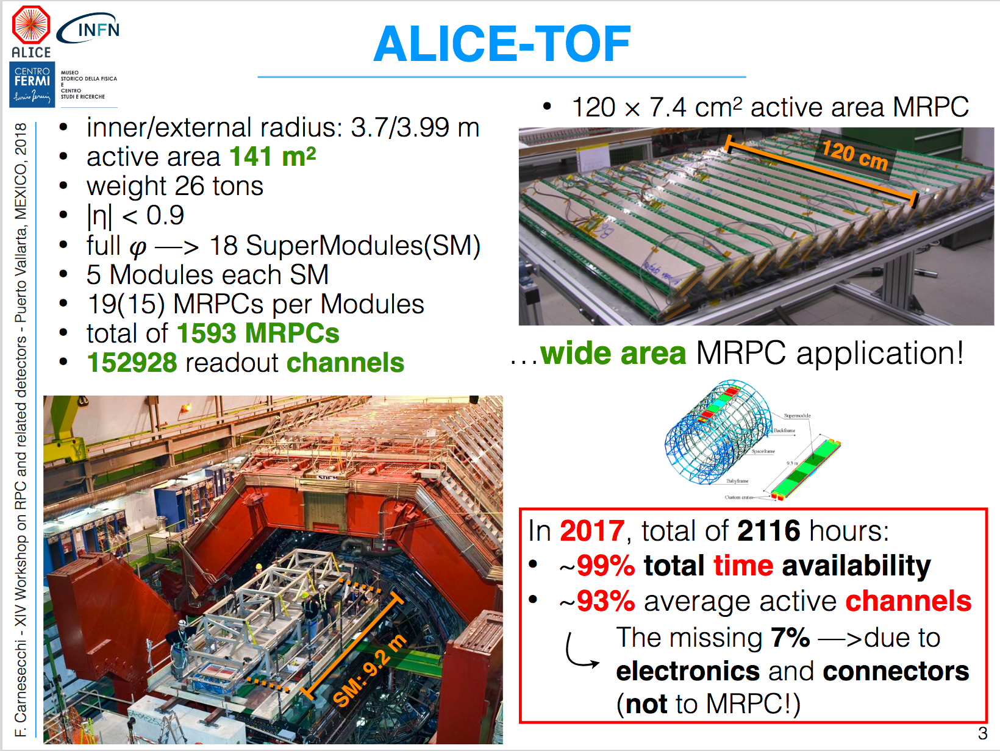 ALICE
INFN
CENTRO
FERMI
Enrico Fermi
MUSEO
STORICO DELLA FISICA
E
CENTRO
STUDI E RICERCHE
ALICE-TOF
F. Carnesecchi - XIV Workshop on RPC and related detectors - Puerto Vallarta, MEXICO, 2018
• inner/external radius: 3.7/3.99 m
• active area 141 m²
• weight 26 tons
• |η| < 0.9
• full φ —> 18 SuperModules(SM)
• 5 Modules each SM
• 19(15) MRPCs per Modules
• total of 1593 MRPCs
• 152928 readout channels
• 120 × 7.4 cm² active area MRPC
120 cm
…wide area MRPC application!
Supermodule
Backframe
Spaceframe
9.3 m
Babyframe
Custom crates
SM: 9.2 m
In 2017, total of 2116 hours:
• ~99% total time availability
• ~93% average active channels
The missing 7% —>due to
electronics and connectors
(not to MRPC!)
3